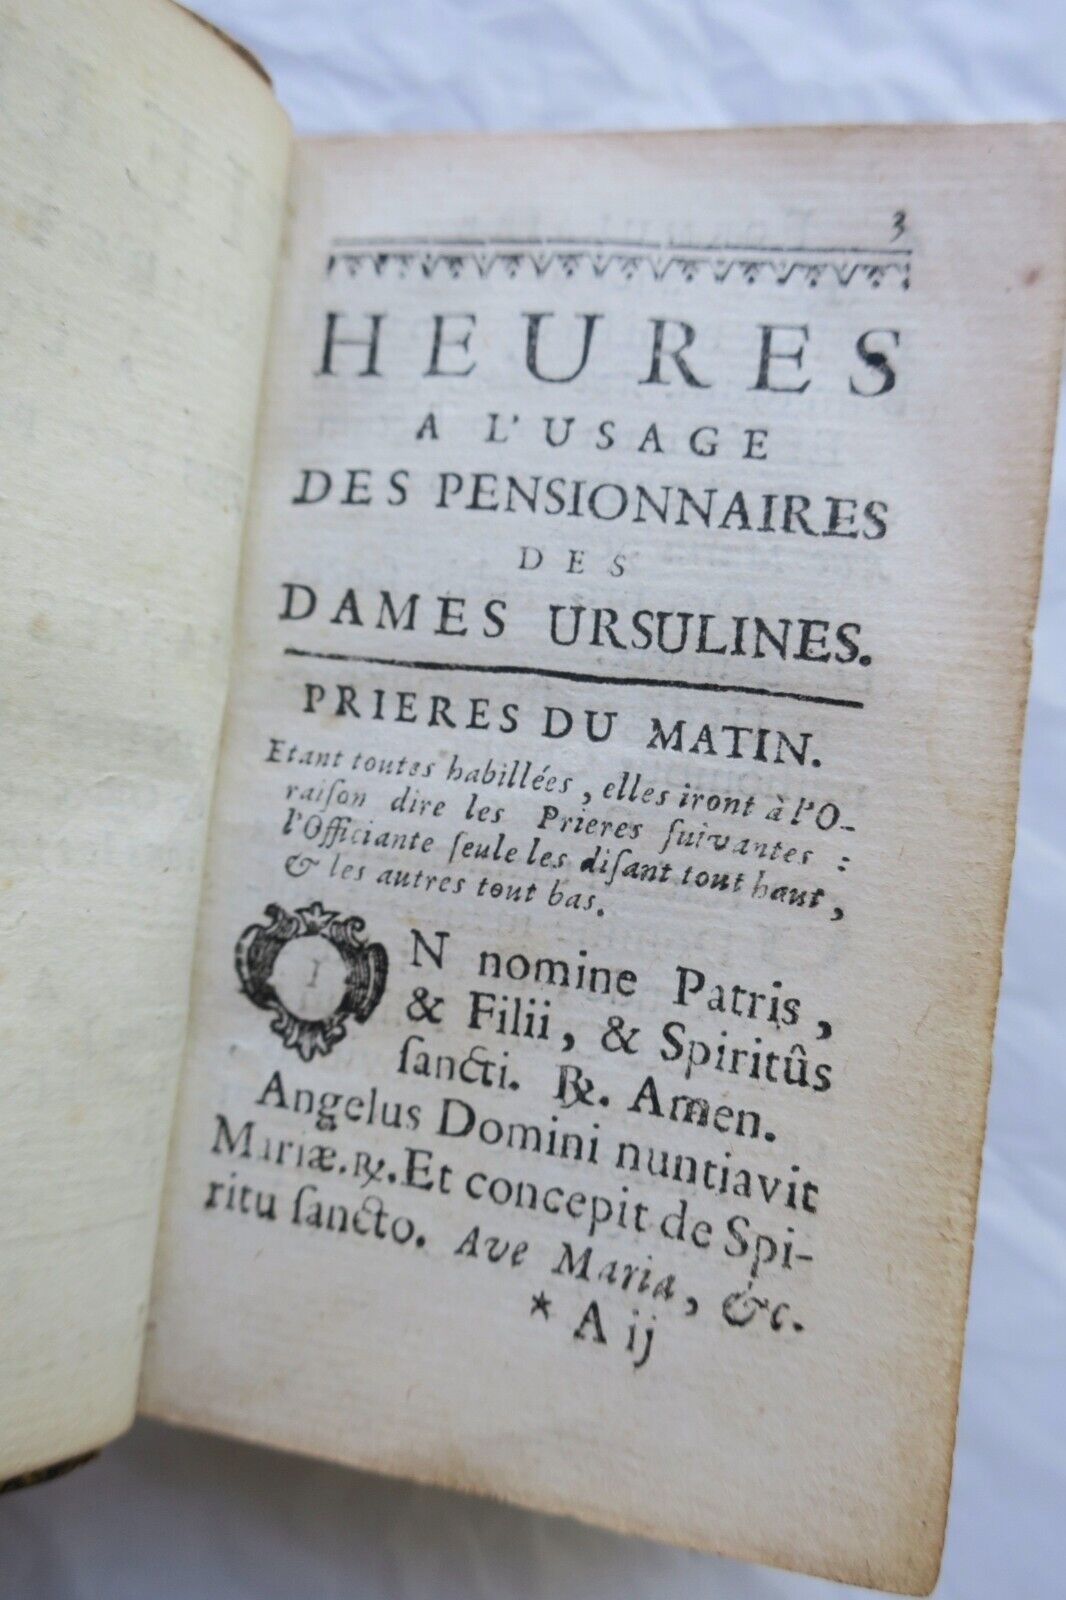 3
HEURES
A L'USAGE
DES PENSIONNAIRES
DES
DAMES URSULINES.
PRIERES DU MATIN.
Etant toutes habillées, elles iront à l'O-
raiſon dire les Prieres ſuivantes :
l'Officiante ſeule les diſant tout haut,
& les autres tout bas.
IN nomine Patris,
& Filii, & Spiritûs
ſancti. ℟. Amen.
Angelus Domini nuntiavit
Mariæ. ℟. Et concepit de Spi-
ritu ſancto. Ave Maria, &c.
* A ij